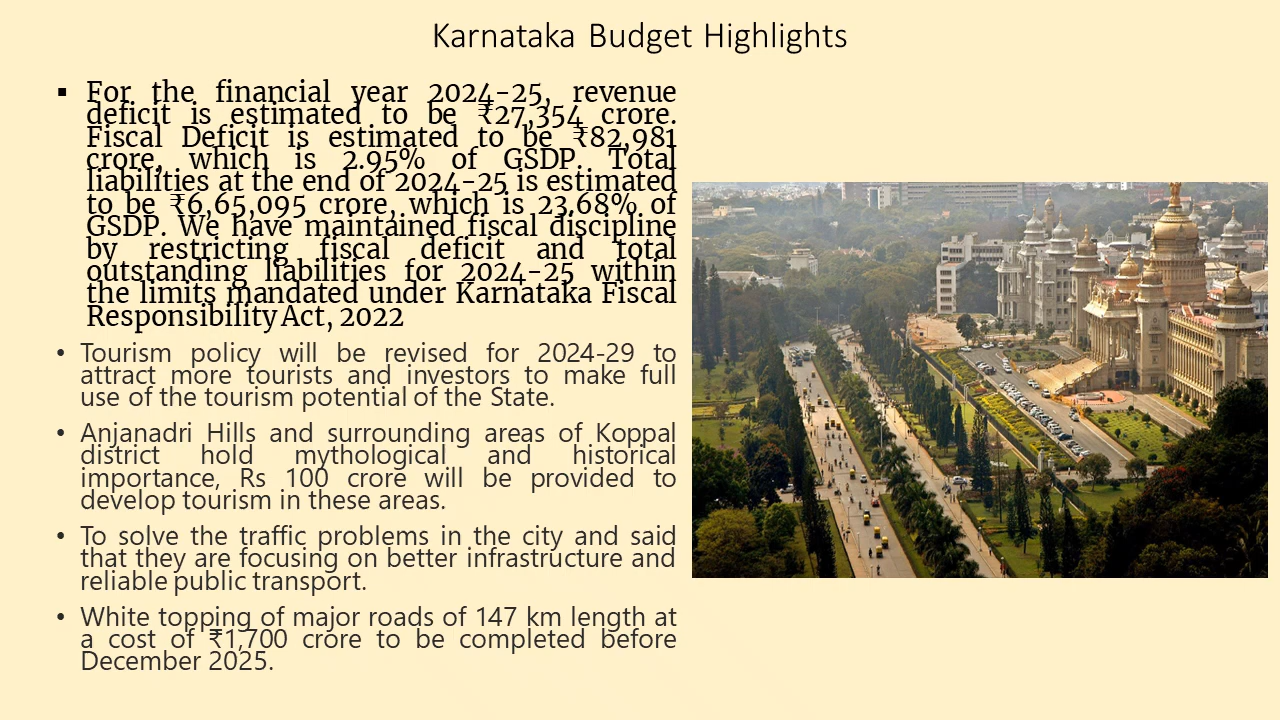 Karnataka Budget Highlights
▪ For the financial year 2024-25, revenue
deficit is estimated to be ₹27,354 crore.
Fiscal Deficit is estimated to be ₹82,981
crore, which is 2.95% of GSDP. Total
liabilities at the end of 2024-25 is estimated
to be ₹6,65,095 crore, which is 23.68% of
GSDP. We have maintained fiscal discipline
by restricting fiscal deficit and total
outstanding liabilities for 2024-25 within
the limits mandated under Karnataka Fiscal
Responsibility Act, 2022
• Tourism policy will be revised for 2024-29 to
attract more tourists and investors to make full
use of the tourism potential of the State.
• Anjanadri Hills and surrounding areas of Koppal
district hold mythological and historical
importance, Rs 100 crore will be provided to
develop tourism in these areas.
• To solve the traffic problems in the city and said
that they are focusing on better infrastructure and
reliable public transport.
• White topping of major roads of 147 km length at
a cost of ₹1,700 crore to be completed before
December 2025.